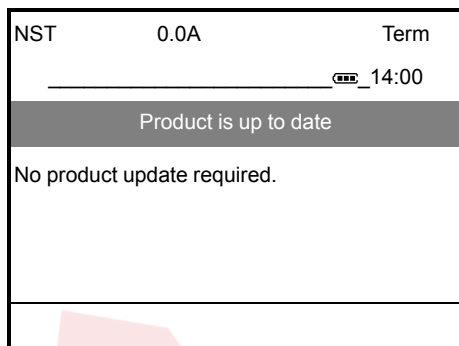 NST 0.0A Term
14:00
Product is up to date
No product update required.